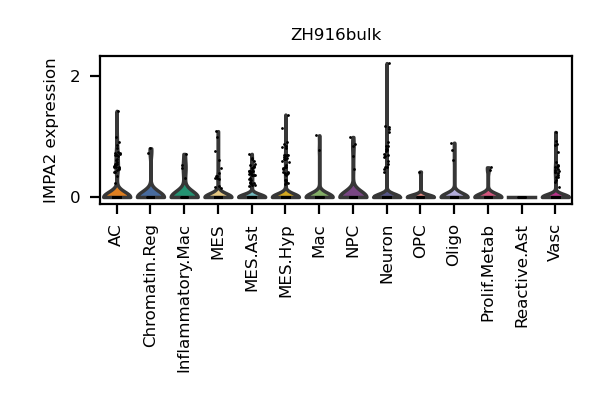 ZH916bulk
IMPA2 expression
2
0
AC
Chromatin.Reg
Inflammatory.Mac
MES
MES.Ast
MES.Hyp
Mac
NPC
Neuron
OPC
Oligo
Prolif.Metab
Reactive.Ast
Vasc